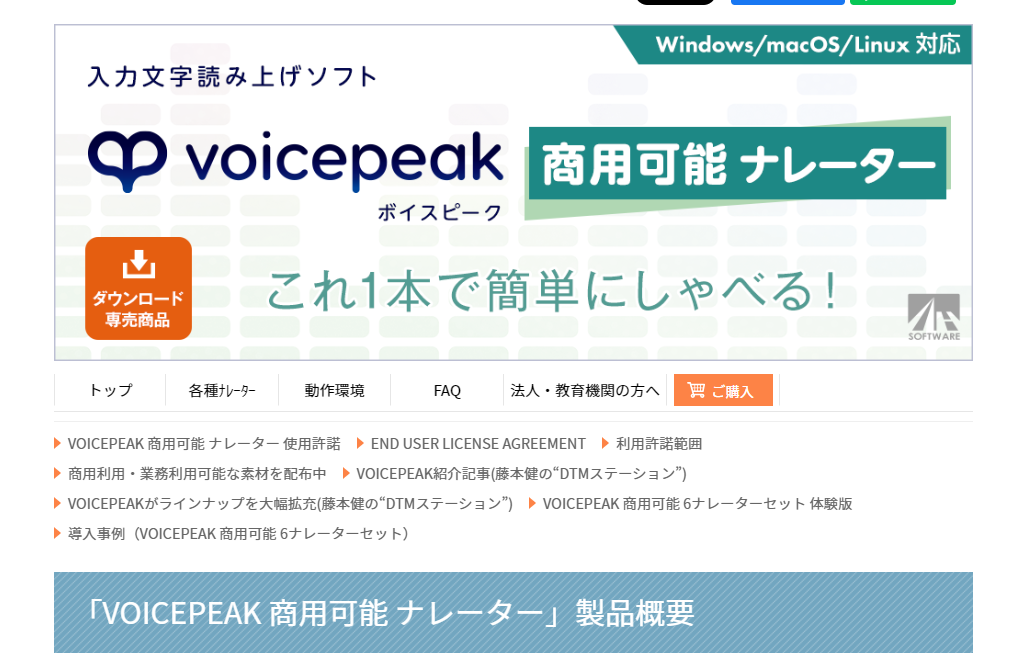 Windows/macOS/Linux 対応
入力文字読み上げソフト
voicepeak
商用可能 ナレーター
ボイスピーク
ダウンロード
専売商品
これ1本で簡単にしゃべる！
AH
SOFTWARE
トップ 各種ﾅﾚｰﾀｰ 動作環境 FAQ 法人・教育機関の方へ ご購入
VOICEPEAK 商用可能 ナレーター 使用許諾 END USER LICENSE AGREEMENT 利用許諾範囲
商用利用・業務利用可能な素材を配布中 VOICEPEAK紹介記事(藤本健の“DTMステーション”)
VOICEPEAKがラインナップを大幅拡充(藤本健の“DTMステーション”) VOICEPEAK 商用可能 6ナレーターセット 体験版
導入事例（VOICEPEAK 商用可能 6ナレーターセット）
「VOICEPEAK 商用可能 ナレーター」製品概要